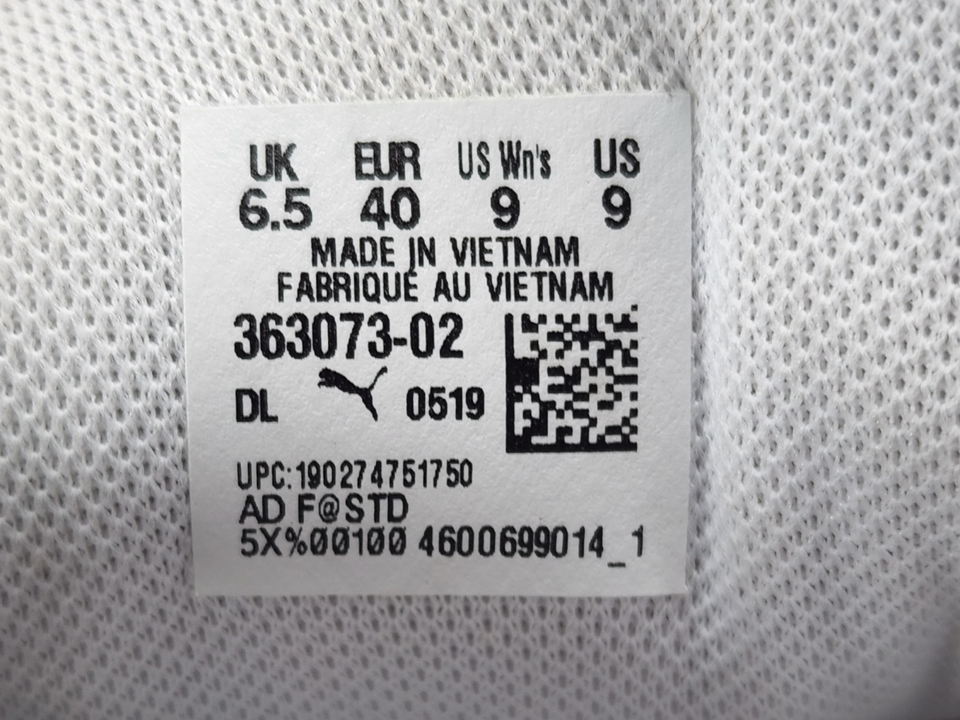 UK EUR US Wn's US
6.5 40 9 9
MADE IN VIETNAM
FABRIQUÉ AU VIETNAM
363073-02
DL 0519
UPC:190274751750
AD F@STD
5X%00100 4600699014_1